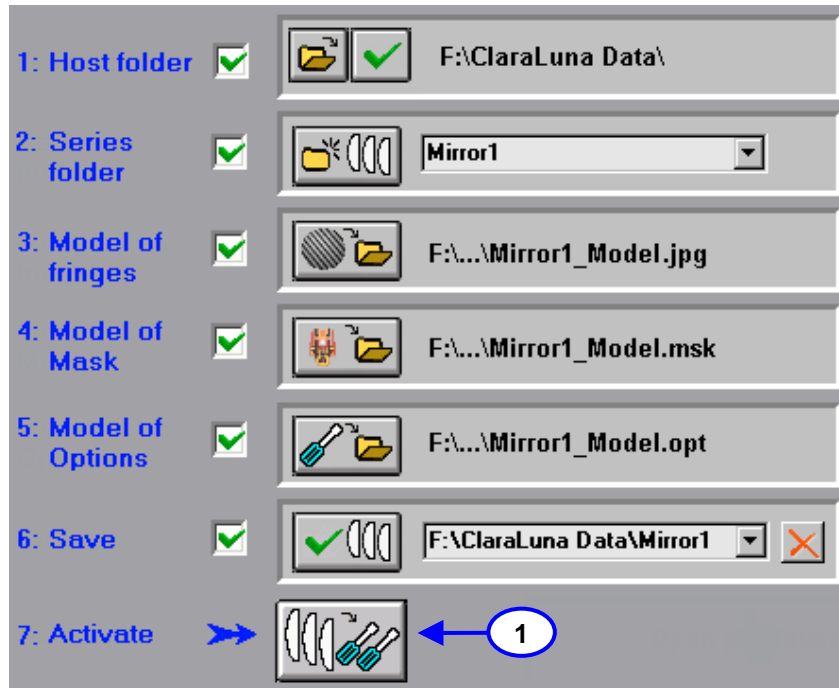 1: Host folder
F:\ClaraLuna Data\
2: Series
folder
Mirror1
3: Model of
fringes
F:\...\Mirror1_Model.jpg
4: Model of
Mask
F:\...\Mirror1_Model.msk
5: Model of
Options
F:\...\Mirror1_Model.opt
6: Save
F:\ClaraLuna Data\Mirror1
7: Activate
1